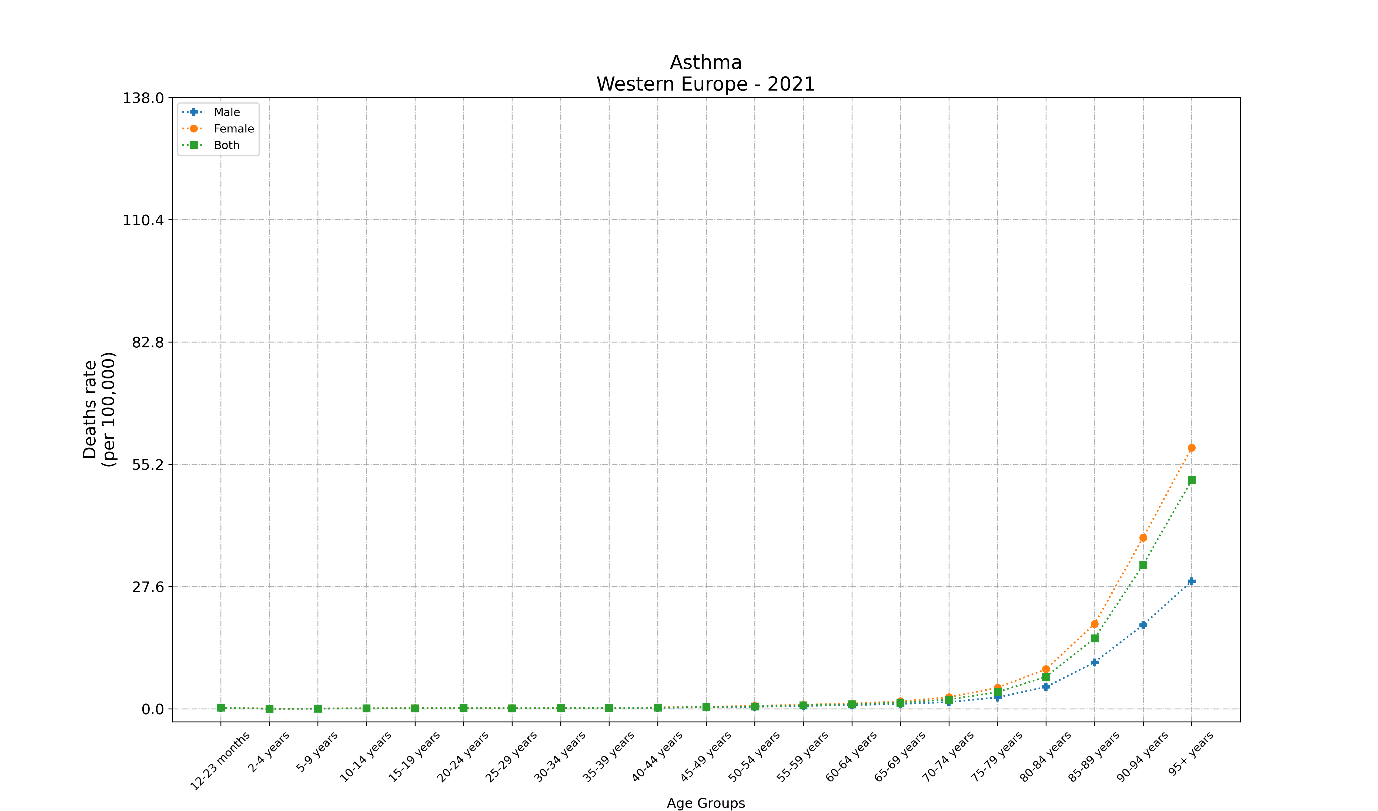 Asthma
Western Europe - 2021
138.0
110.4
82.8
55.2
27.6
0.0
Deaths rate
(per 100,000)
Male
Female
Both
12-23 months
2-4 years
5-9 years
10-14 years
15-19 years
20-24 years
25-29 years
30-34 years
35-39 years
40-44 years
45-49 years
50-54 years
55-59 years
60-64 years
65-69 years
70-74 years
75-79 years
80-84 years
85-89 years
90-94 years
95+ years
Age Groups